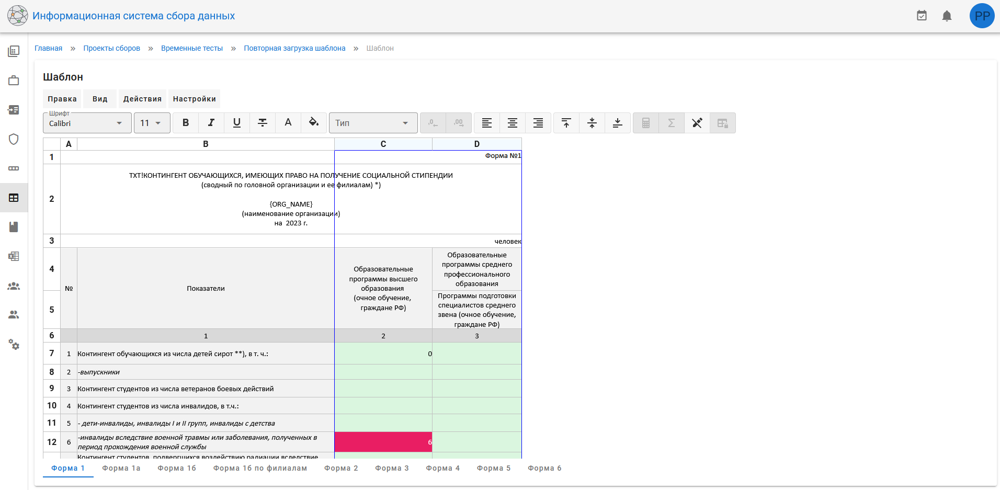 Информационная система сбора данных
PP
Главная » Проекты сборов » Временные тесты » Повторная загрузка шаблона » Шаблон
Шаблон
Правка Вид Действия Настройки
Шрифт
Calibri 11 B I U A Тип .0 .00
A B C D
1 Форма №1
2 ТХТ!КОНТИНГЕНТ ОБУЧАЮЩИХСЯ, ИМЕЮЩИХ ПРАВО НА ПОЛУЧЕНИЕ СОЦИАЛЬНОЙ СТИПЕНДИИ
(сводный по головной организации и ее филиалам) *)
{ORG_NAME}
(наименование организации)
на 2023 г.
3 человек
4
5
№
Показатели
Образовательные
программы высшего
образования
(очное обучение,
граждане РФ)
Образовательные
программы среднего
профессионального
образования
Программы подготовки
специалистов среднего
звена (очное обучение,
граждане РФ)
6 1 2 3
7 1 Контингент обучающихся из числа детей сирот **), в т. ч.: 0
8 2 -выпускники
9 3 Контингент студентов из числа ветеранов боевых действий
10 4 Контингент студентов из числа инвалидов, в т.ч.:
11 5 - дети-инвалиды, инвалиды I и II групп, инвалиды с детства
12 6 -инвалиды вследствие военной травмы или заболевания, полученных в
период прохождения военной службы 6
Контингент студентов, подвергшихся воздействию радиации вследствие
Форма 1 Форма 1а Форма 1б Форма 1б по филиалам Форма 2 Форма 3 Форма 4 Форма 5 Форма 6